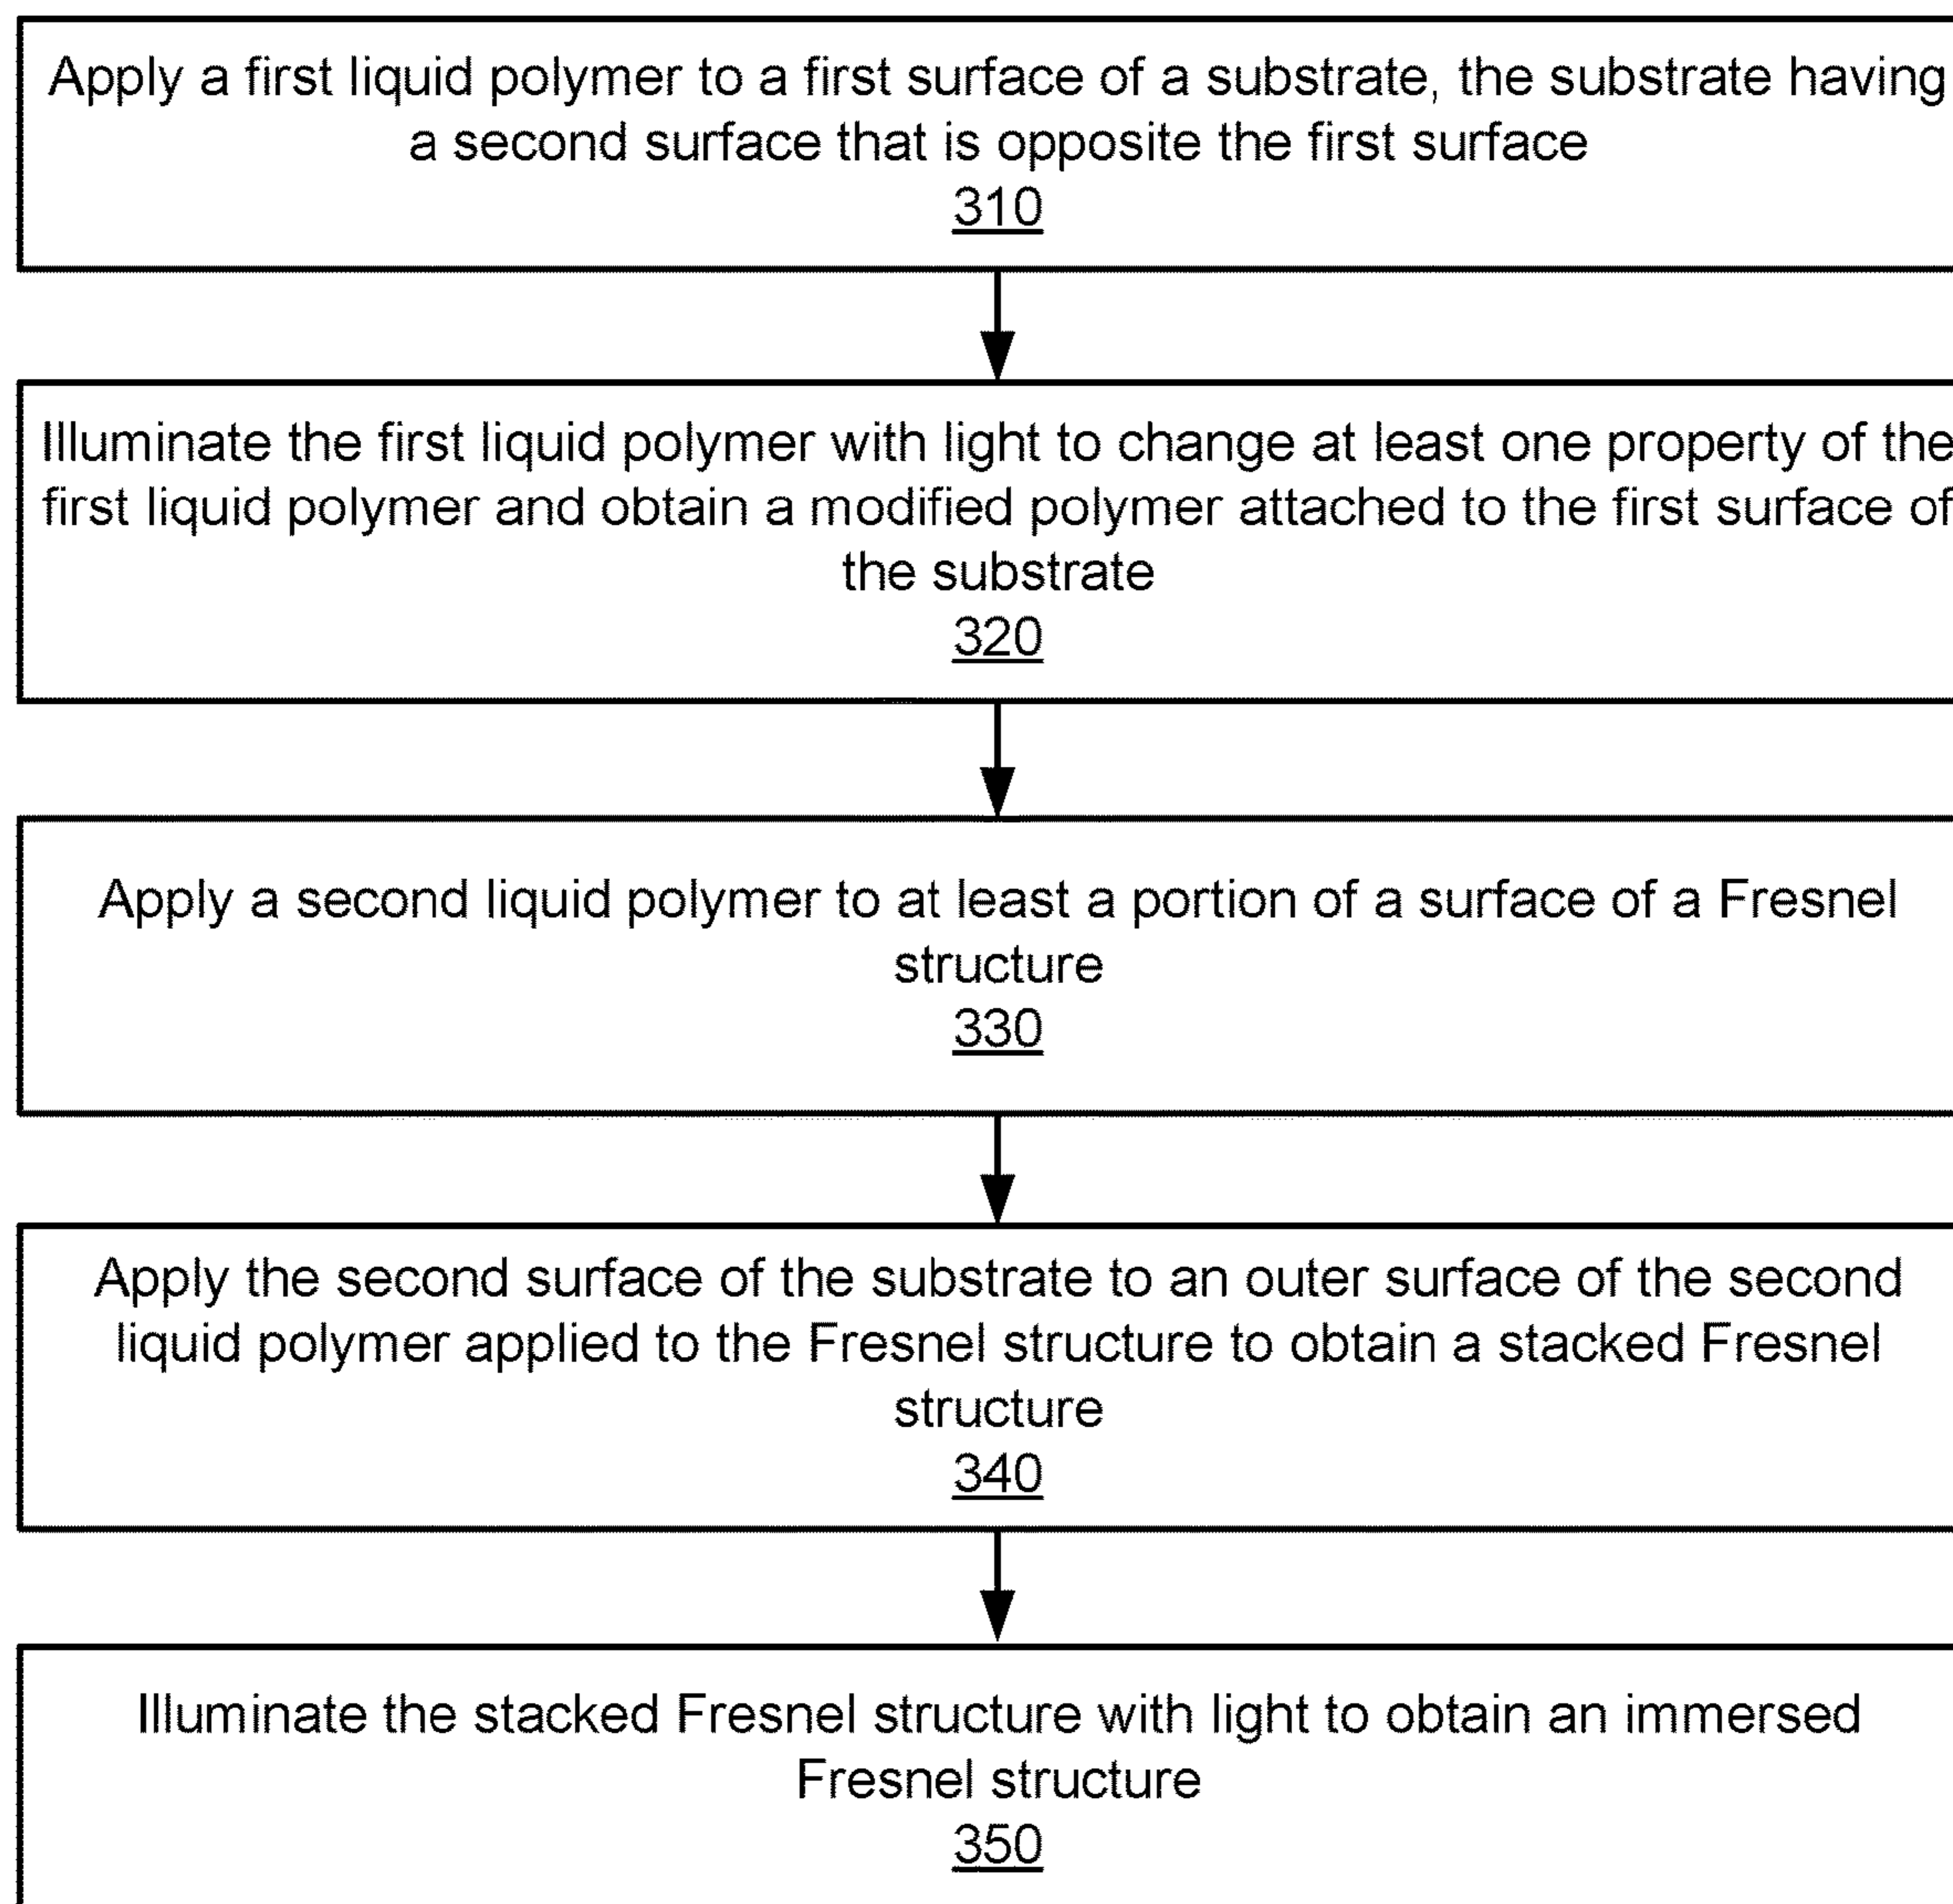 Apply a first liquid polymer to a first surface of a substrate, the substrate having
a second surface that is opposite the first surface
310
Illuminate the first liquid polymer with light to change at least one property of the
first liquid polymer and obtain a modified polymer attached to the first surface of
the substrate
320
Apply a second liquid polymer to at least a portion of a surface of a Fresnel
structure
330
Apply the second surface of the substrate to an outer surface of the second
liquid polymer applied to the Fresnel structure to obtain a stacked Fresnel
structure
340
Illuminate the stacked Fresnel structure with light to obtain an immersed
Fresnel structure
350